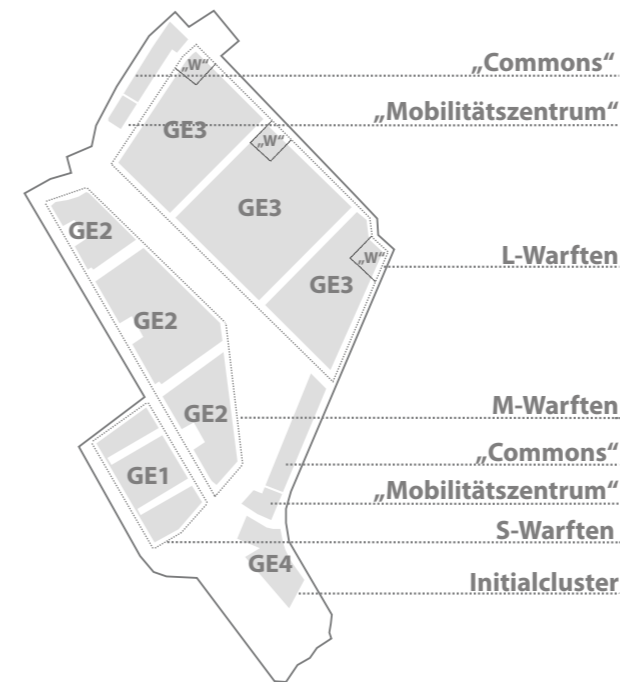 „W“
„Commons“
„Mobilitätszentrum“
GE3
„W“
GE3
GE2
„W“
L-Warften
GE3
GE2
M-Warften
GE2
„Commons“
GE1
„Mobilitätszentrum“
S-Warften
GE4
Initialcluster